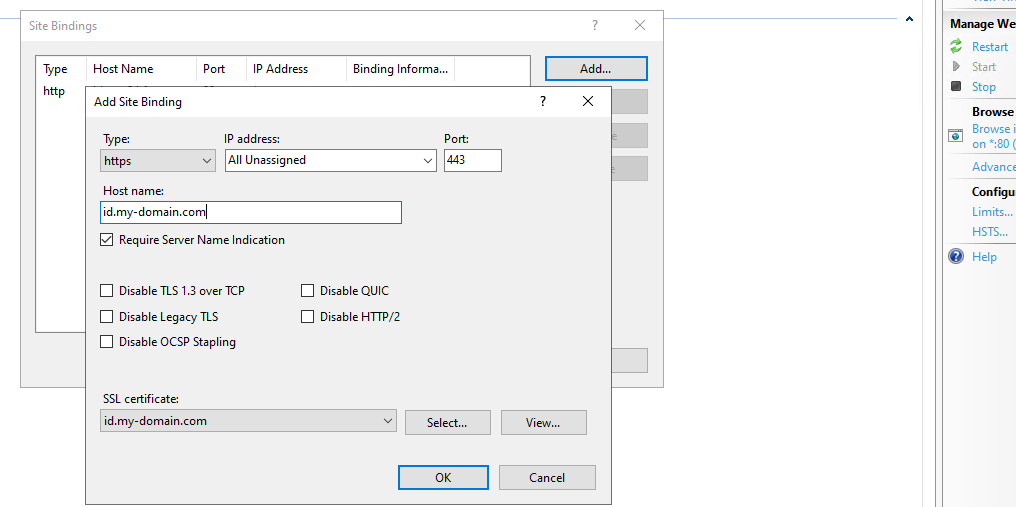 Site Bindings
?
Type Host Name Port IP Address Binding Informa...
Add...
http
Add Site Binding
?
Type:
IP address:
Port:
https
All Unassigned
443
Host name:
id.my-domain.com
Require Server Name Indication
Disable TLS 1.3 over TCP
Disable QUIC
Disable Legacy TLS
Disable HTTP/2
Disable OCSP Stapling
SSL certificate:
id.my-domain.com
Select...
View...
OK
Cancel
Manage We
Restart
Start
Stop
Browse
Browse i
on *:80 (
Advance
Configu
Limits...
HSTS...
Help